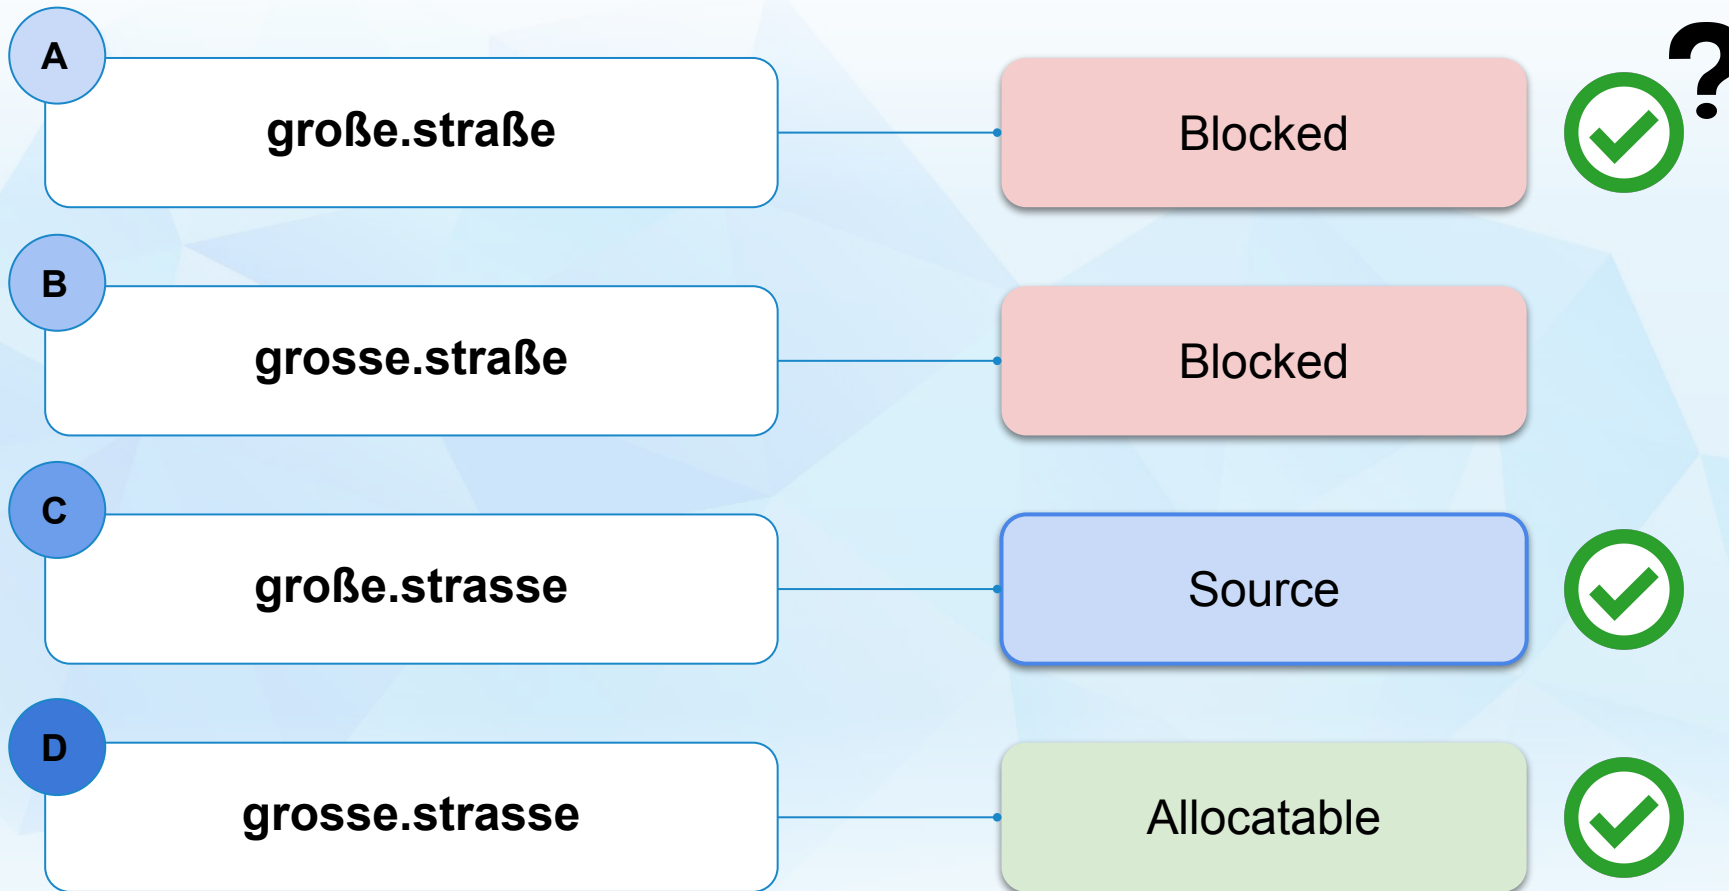 A
große.straße
Blocked
?
B
grosse.straße
Blocked
C
große.strasse
Source
D
grosse.strasse
Allocatable